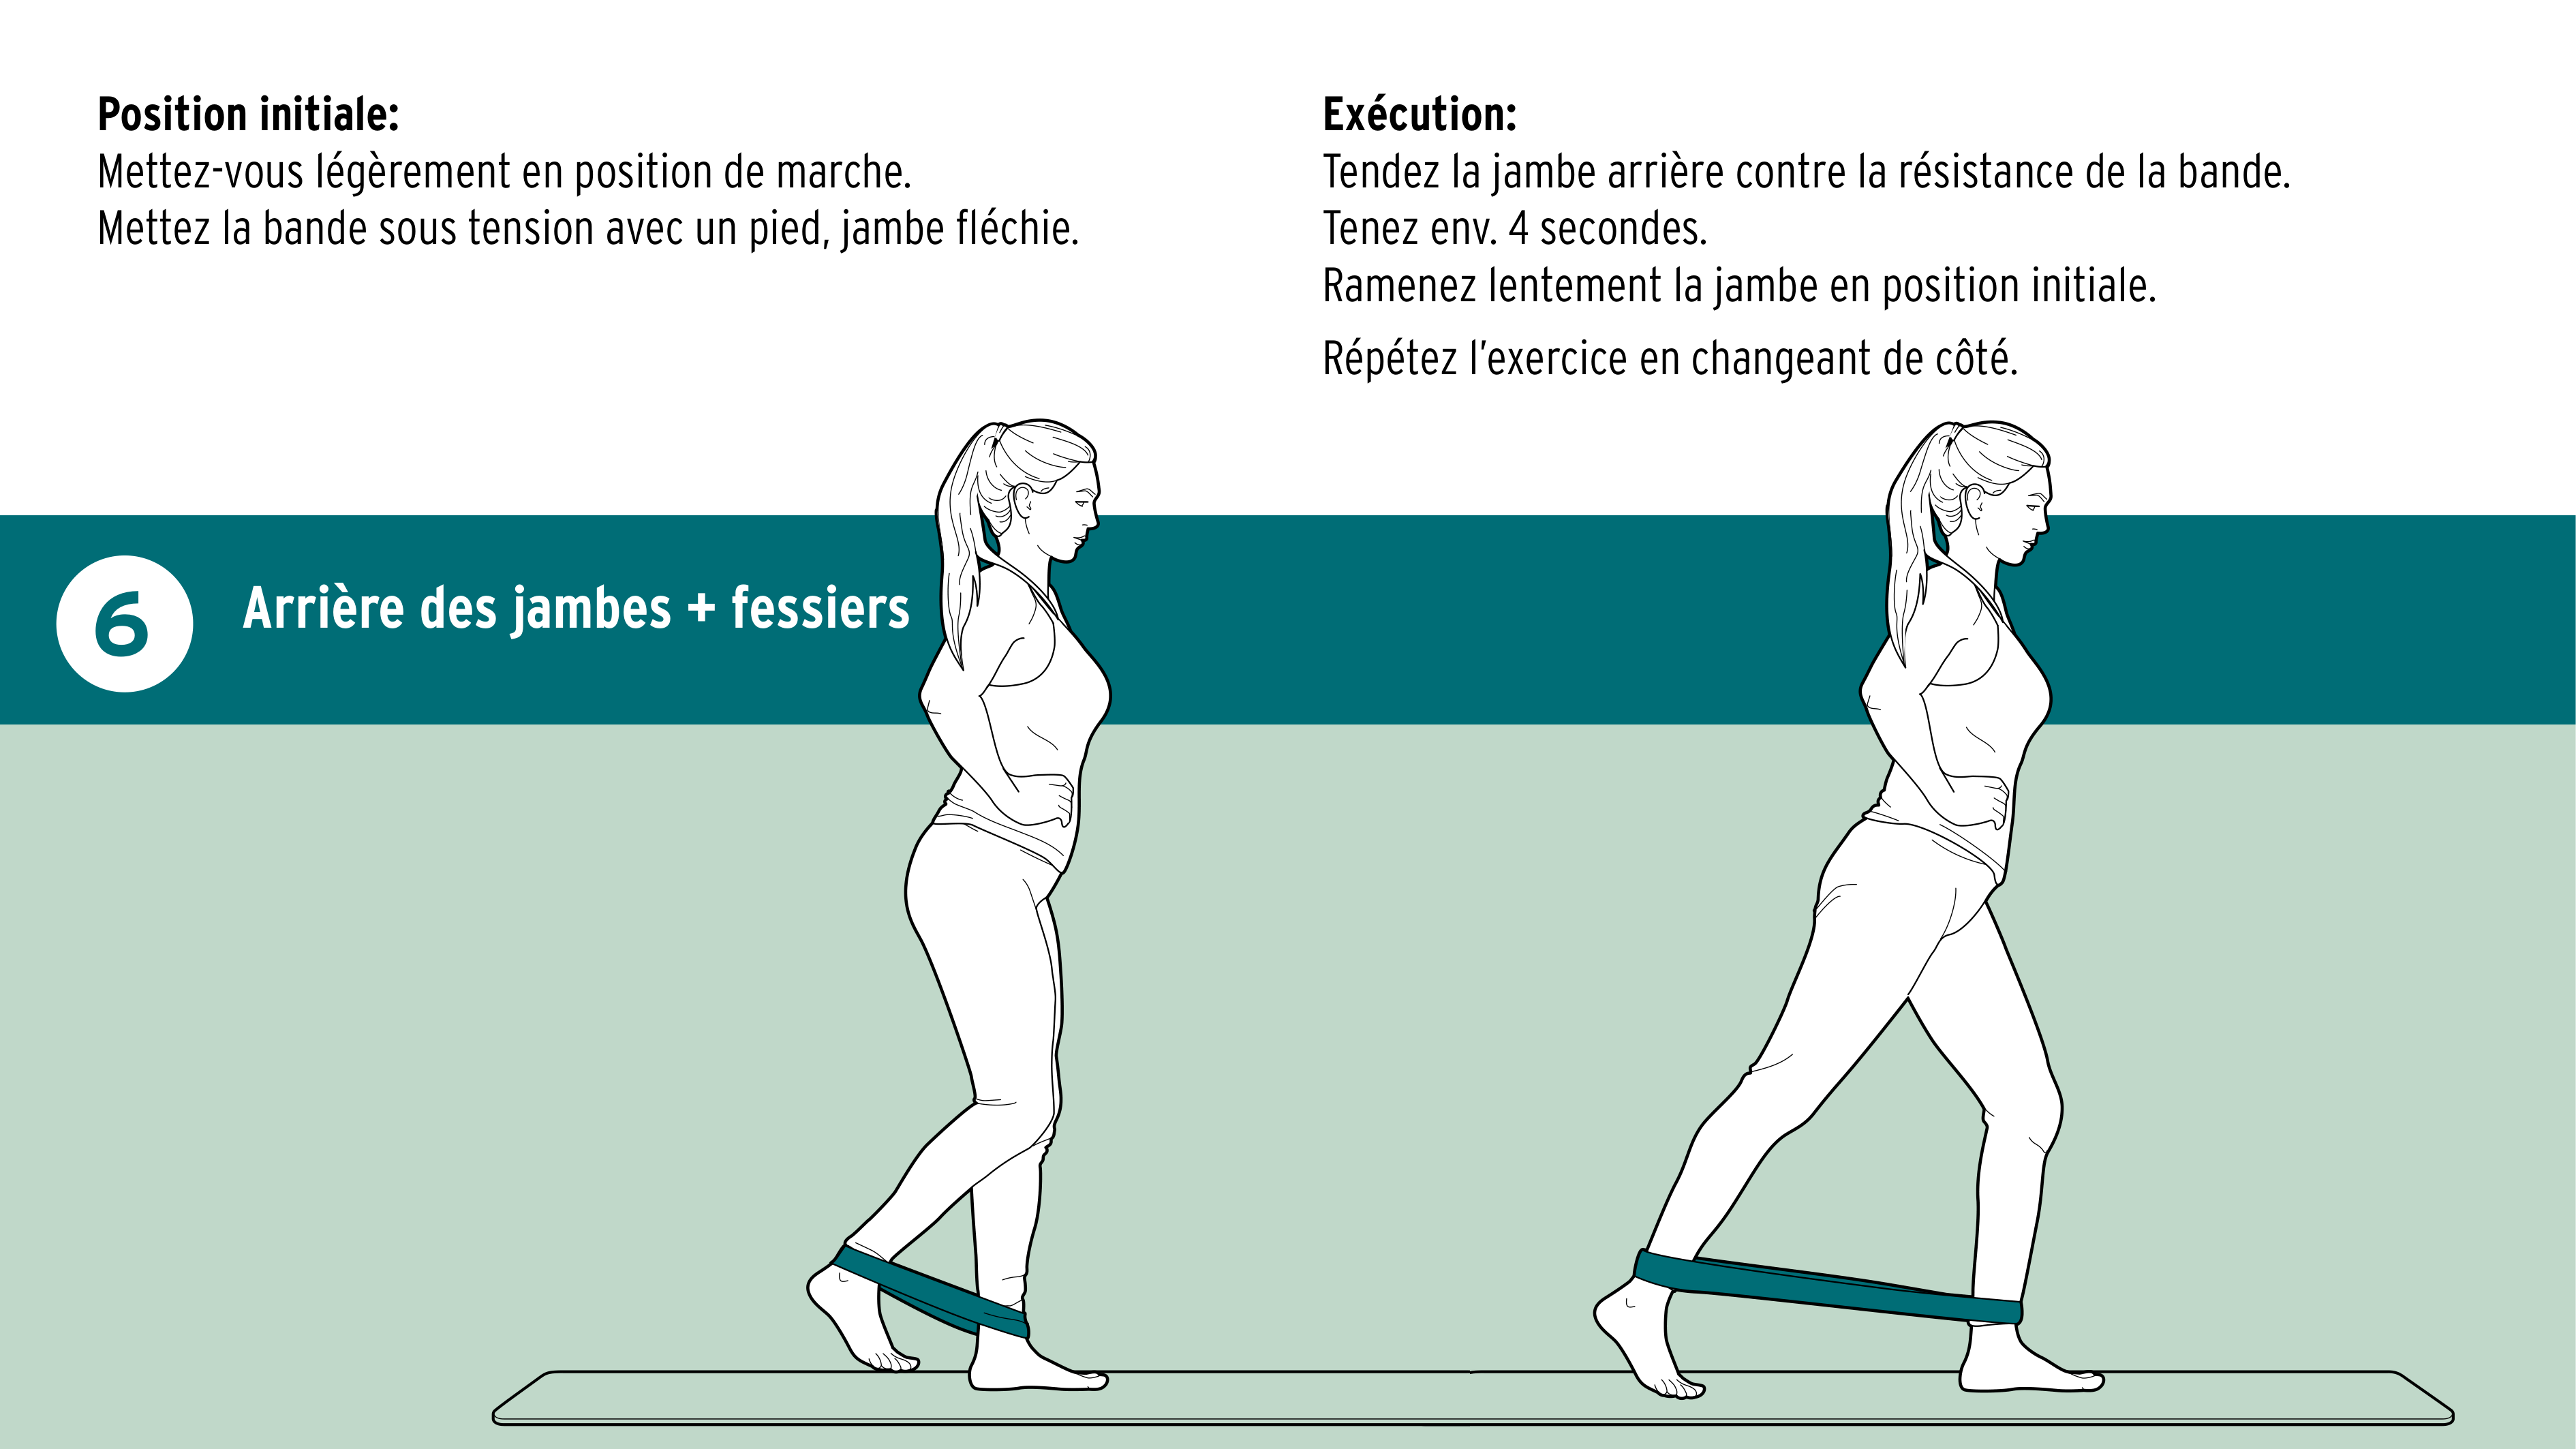 Position initiale:
Mettez-vous légèrement en position de marche.
Mettez la bande sous tension avec un pied, jambe fléchie.
Exécution:
Tendez la jambe arrière contre la résistance de la bande.
Tenez env. 4 secondes.
Ramenez lentement la jambe en position initiale.
Répétez l’exercice en changeant de côté.
6
Arrière des jambes + fessiers